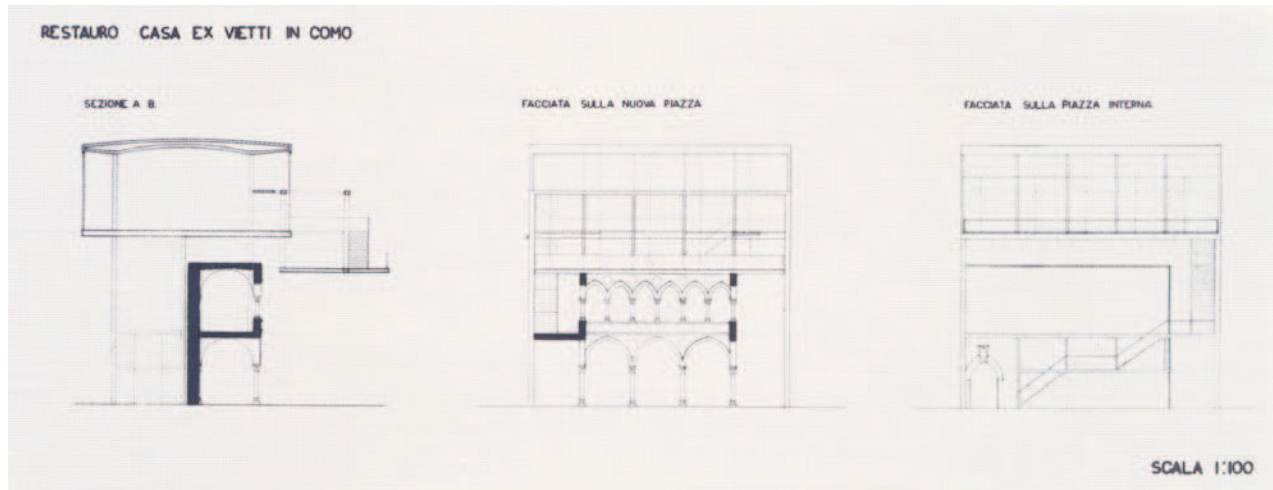 RESTAURO CASA EX VIETTI IN COMO
SEZIONE A B.
FACCIATA SULLA NUOVA PIAZZA
FACCIATA SULLA PIAZZA INTERNA
SCALA 1:100